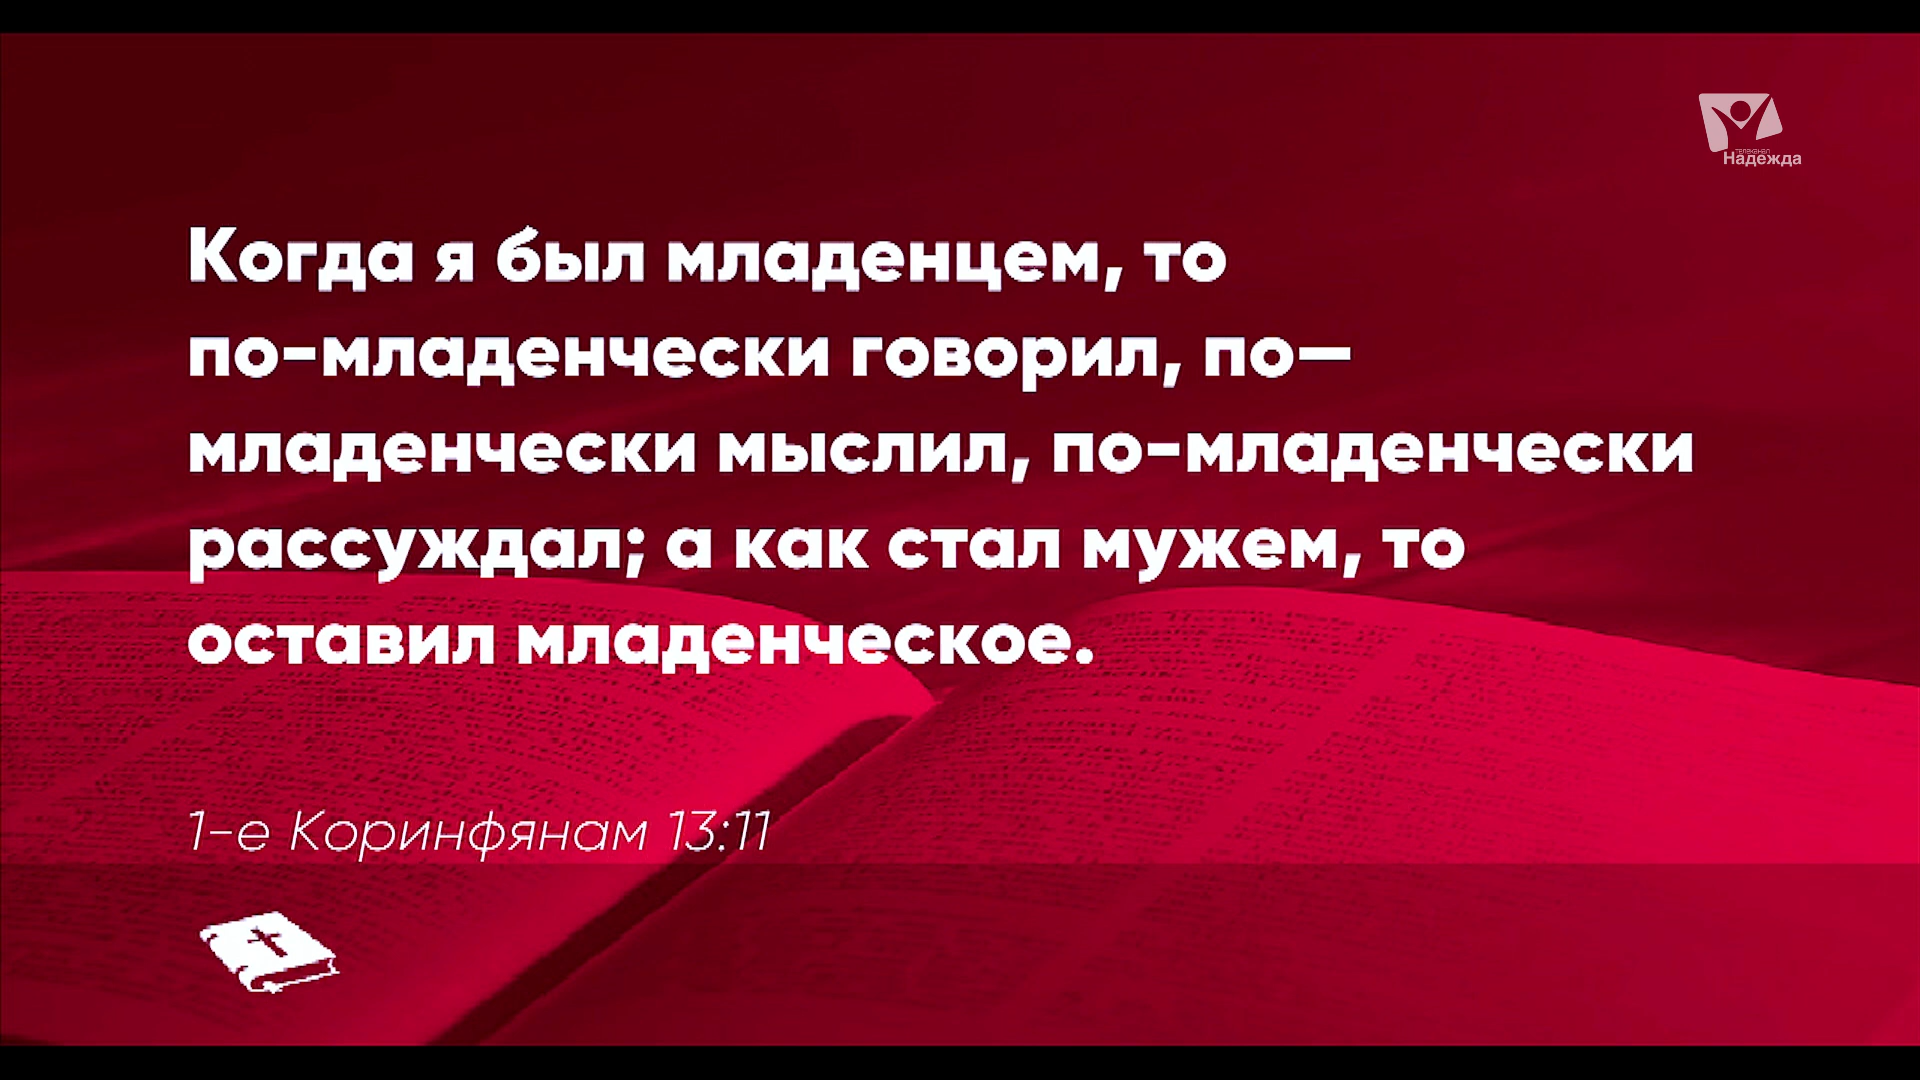 телеканал
Надежда
Когда я был младенцем, то
по-младенчески говорил, по—
младенчески мыслил, по-младенчески
рассуждал; а как стал мужем, то
оставил младенческое.
1-е Коринфянам 13:11